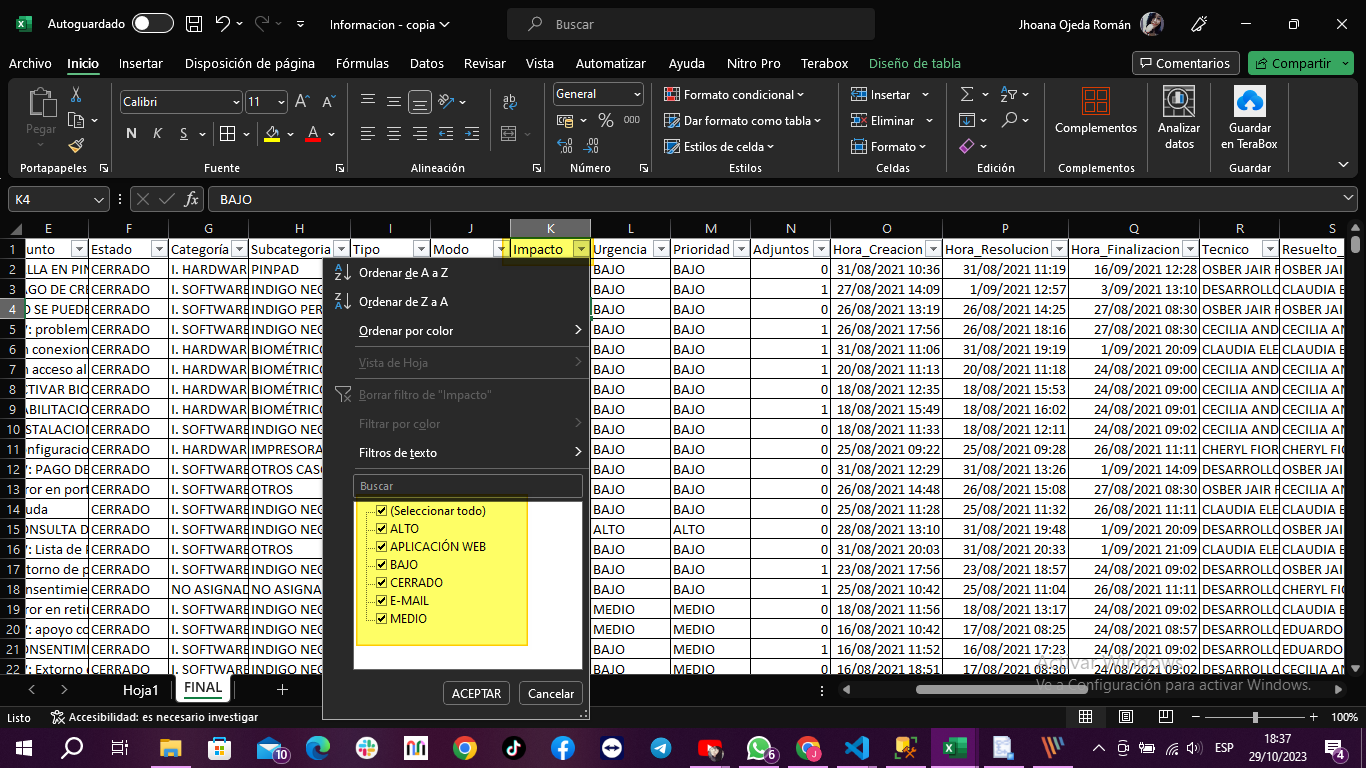 Autoguardado Informacion - copia Buscar Jhoana Ojeda Román
Archivo Inicio Insertar Disposición de página Fórmulas Datos Revisar Vista Automatizar Ayuda Nitro Pro Terabox Diseño de tabla Comentarios Compartir
Pegar
Calibri 11
N K S
General
% 000
Formato condicional
Dar formato como tabla
Estilos de celda
Insertar
Eliminar
Formato
Complementos
Analizar
datos
Guardar
en TeraBox
Portapapeles Fuente Alineación Número Estilos Celdas Edición Complementos Guardar
K4 fx BAJO
E F G H I J K L M N O P Q R S
1 unto Estado Categoría Subcategoria Tipo Modo Impacto Urgencia Prioridad Adjuntos Hora_Creacion Hora_Resolucion Hora_Finalizacion Tecnico Resuelto_
2 LLA EN PIN CERRADO I. HARDWAR PINPAD BAJO BAJO 0 31/08/2021 10:36 31/08/2021 11:19 16/09/2021 12:28 OSBER JAIR F OSBER JAI
3 AGO DE CRE CERRADO I. SOFTWARE INDIGO NEG BAJO BAJO 1 27/08/2021 14:09 1/09/2021 12:57 3/09/2021 13:10 DESARROLLO CLAUDIA E
4 O SE PUEDE CERRADO I. SOFTWARE INDIGO PER BAJO BAJO 0 26/08/2021 13:19 26/08/2021 14:25 27/08/2021 08:30 OSBER JAIR F OSBER JAI
5 ': problem CERRADO I. SOFTWARE INDIGO NEG BAJO BAJO 1 26/08/2021 17:56 26/08/2021 18:16 27/08/2021 08:30 CECILIA AND CECILIA AN
6 n conexion CERRADO I. HARDWAR BIOMÉTRICO BAJO BAJO 1 31/08/2021 11:06 31/08/2021 19:19 1/09/2021 20:09 CLAUDIA ELE CLAUDIA E
7 n acceso al CERRADO I. HARDWAR BIOMÉTRICO BAJO BAJO 1 20/08/2021 11:13 20/08/2021 11:18 24/08/2021 09:00 CECILIA AND CECILIA AN
8 CTIVAR BIO CERRADO I. HARDWAR BIOMÉTRICO BAJO BAJO 0 18/08/2021 12:35 18/08/2021 15:53 24/08/2021 09:00 CECILIA AND CECILIA AN
9 ABILITACIO CERRADO I. HARDWAR BIOMÉTRICO BAJO BAJO 1 18/08/2021 15:49 18/08/2021 16:02 24/08/2021 09:01 CECILIA AND CECILIA AN
10 NSTALACION CERRADO I. HARDWAR BIOMÉTRICO BAJO BAJO 0 18/08/2021 11:33 18/08/2021 12:11 24/08/2021 09:02 CECILIA AND CECILIA AN
11 onfiguracio CERRADO I. HARDWAR IMPRESORA BAJO BAJO 0 25/08/2021 09:22 25/08/2021 09:28 26/08/2021 11:11 CHERYL FIOR CHERYL FI
12 ': PAGO DE CERRADO I. SOFTWARE OTROS CASO BAJO BAJO 0 31/08/2021 12:29 31/08/2021 13:26 1/09/2021 14:09 DESARROLLO OSBER JAI
13 ror en port CERRADO I. SOFTWARE OTROS BAJO BAJO 0 26/08/2021 14:48 26/08/2021 15:08 27/08/2021 08:30 OSBER JAIR F OSBER JAI
14 uda CERRADO I. SOFTWARE INDIGO NEG BAJO BAJO 0 25/08/2021 11:28 25/08/2021 11:32 26/08/2021 11:11 CLAUDIA ELE CLAUDIA E
15 ONSULTA D CERRADO I. SOFTWARE INDIGO NEG ALTO ALTO 0 28/08/2021 13:10 31/08/2021 19:48 1/09/2021 20:09 DESARROLLO OSBER JAI
16 ': Lista de P CERRADO I. SOFTWARE OTROS BAJO BAJO 0 31/08/2021 20:03 31/08/2021 20:33 1/09/2021 21:09 CLAUDIA ELE CLAUDIA E
17 torno de p CERRADO I. SOFTWARE INDIGO NEG BAJO BAJO 1 23/08/2021 17:56 23/08/2021 18:57 24/08/2021 09:02 DESARROLLO CLAUDIA E
18 nsentimie CERRADO NO ASIGNAD NO ASIGNA BAJO BAJO 1 25/08/2021 10:42 25/08/2021 11:04 26/08/2021 11:11 DESARROLLO CHERYL FI
19 ror en reti CERRADO I. SOFTWARE INDIGO NEG MEDIO MEDIO 0 18/08/2021 11:56 18/08/2021 13:17 24/08/2021 09:02 DESARROLLO CLAUDIA E
20 ': apoyo co CERRADO I. SOFTWARE INDIGO NEG MEDIO MEDIO 0 16/08/2021 10:42 17/08/2021 08:25 24/08/2021 08:57 DESARROLLO EDUARDO
21 ONSENTIMI CERRADO I. SOFTWARE INDIGO NEG BAJO MEDIO 1 16/08/2021 11:52 16/08/2021 17:23 24/08/2021 09:02 DESARROLLO EDUARDO
22 ': Extorno CERRADO I. SOFTWARE INDIGO NEG BAJO MEDIO 0 16/08/2021 18:51 17/08/2021 08:30 24/08/2021 09:02 DESARROLLO CECILIA AN
Ordenar de A a Z
Ordenar de Z a A
Ordenar por color
Vista de Hoja
Borrar filtro de "Impacto"
Filtrar por color
Filtros de texto
Buscar
(Seleccionar todo)
ALTO
APLICACIÓN WEB
BAJO
CERRADO
E-MAIL
MEDIO
ACEPTAR Cancelar
Activar Windows
Ve a Configuración para activar Windows.
Hoja1 FINAL
Listo Accesibilidad: es necesario investigar 100%
10 6 ESP 18:37
29/10/2023 4